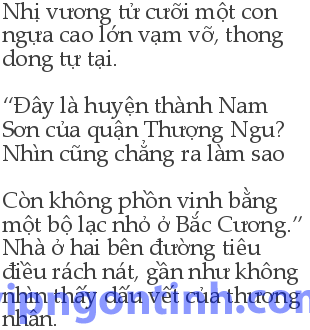 Nhị vương tử cưỡi một con
ngựa cao lớn vạm vỡ, thong
dong tự tại.
“Đây là huyện thành Nam
Sơn của quận Thượng Ngu?
Nhìn cũng chẳng ra làm sao
Còn không phồn vinh bằng
một bộ lạc nhỏ ở Bắc Cương.”
Nhà ở hai bên đường tiêu
điều rách nát, gần như không
nhìn thấy dấu vết của thương
nhân.
iengontinh.com